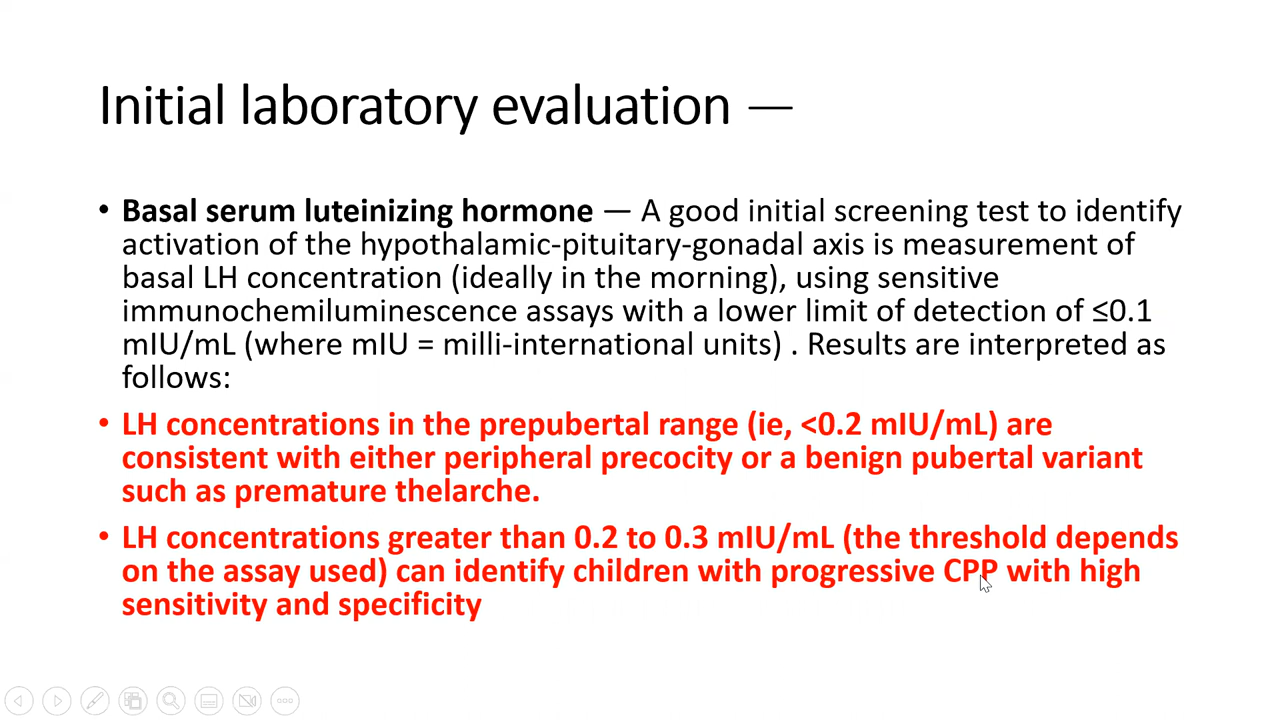 Initial laboratory evaluation —
• Basal serum luteinizing hormone — A good initial screening test to identify
activation of the hypothalamic-pituitary-gonadal axis is measurement of
basal LH concentration (ideally in the morning), using sensitive
immunochemiluminescence assays with a lower limit of detection of ≤0.1
mIU/mL (where mIU = milli-international units) . Results are interpreted as
follows:
• LH concentrations in the prepubertal range (ie, <0.2 mIU/mL) are
consistent with either peripheral precocity or a benign pubertal variant
such as premature thelarche.
• LH concentrations greater than 0.2 to 0.3 mIU/mL (the threshold depends
on the assay used) can identify children with progressive CPP with high
sensitivity and specificity